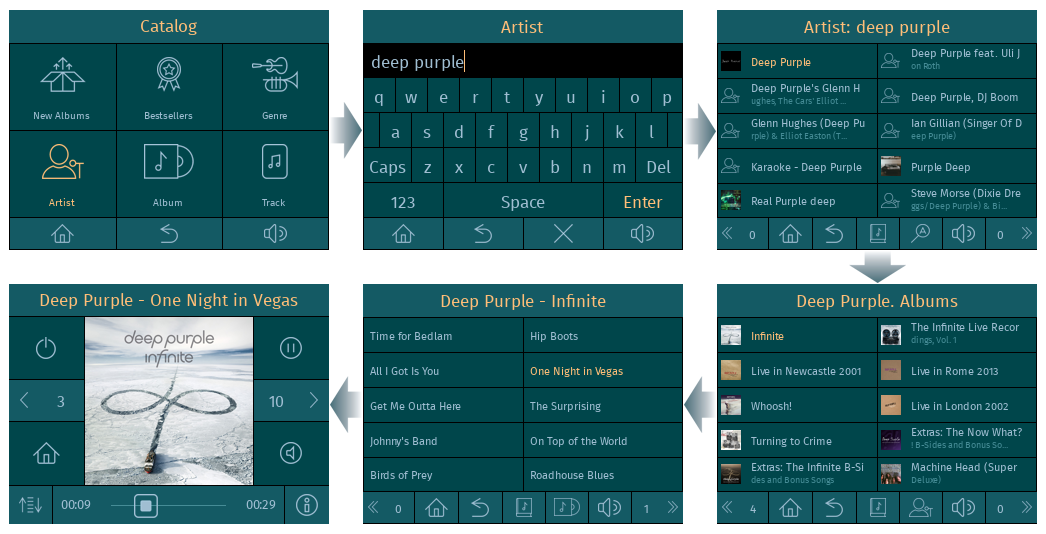 Catalog
New Albums
Bestsellers
Genre
Artist
Album
Track
Artist
deep purple
q w e r t y u i o p
a s d f g h j k l
Caps z x c v b n m Del
123 Space Enter
Artist: deep purple
Deep Purple
Deep Purple feat. Uli J
on Roth
Deep Purple's Glenn H
ughes, The Cars' Elliot ...
Deep Purple, DJ Boom
Glenn Hughes (Deep Pu
rple) & Elliot Easton (T...
Ian Gillian (Singer Of D
eep Purple)
Karaoke - Deep Purple
Purple Deep
Real Purple deep
Steve Morse (Dixie Dre
ggs/Deep Purple) & Bi...
0
A
0
Deep Purple - One Night in Vegas
deep purple
infinite
3
10
00:09
00:29
Deep Purple - Infinite
Time for Bedlam
Hip Boots
All I Got Is You
One Night in Vegas
Get Me Outta Here
The Surprising
Johnny's Band
On Top of the World
Birds of Prey
Roadhouse Blues
0
1
Deep Purple. Albums
Infinite
The Infinite Live Recor
dings, Vol. 1
Live in Newcastle 2001
Live in Rome 2013
Whoosh!
Live in London 2002
Turning to Crime
Extras: The Now What?
! B-Sides and Bonus So...
Extras: The Infinite B-Si
des and Bonus Songs
Machine Head (Super
Deluxe)
4
0